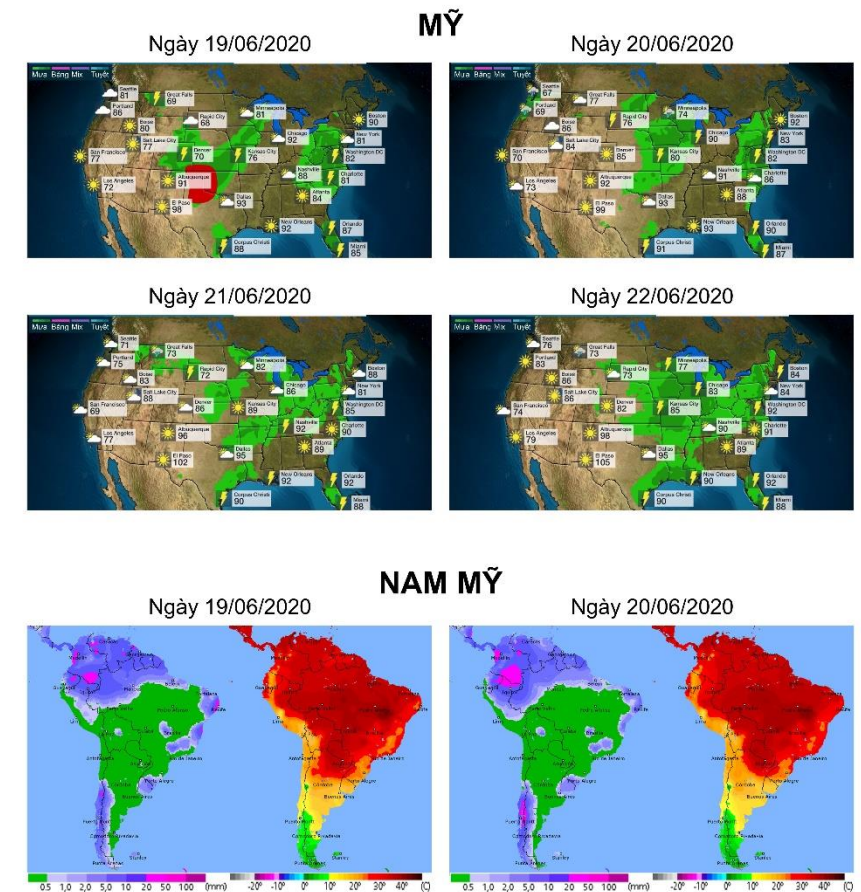 MỸ
Ngày 19/06/2020
Ngày 20/06/2020
Mưa Băng Mix Tuyết
Seattle 81
Great Falls 69
Portland 86
Rapid City 68
Minneapolis 81
Boston 90
Boise 80
Chicago 92
New York 81
Salt Lake City 77
San Francisco 77
Denver 70
Kansas City 76
Washington DC 82
Nashville 88
Charlotte 81
Los Angeles 72
Albuquerque 91
Atlanta 84
El Paso 98
Dallas 93
New Orleans 92
Orlando 87
Corpus Christi 88
Miami 85
Mưa Băng Mix Tuyết
Seattle 67
Great Falls 77
Portland 69
Rapid City 76
Minneapolis 74
Boston 92
Boise 86
Chicago 90
New York 83
Salt Lake City 84
San Francisco 70
Denver 85
Kansas City 80
Washington DC 82
Nashville 91
Charlotte 86
Los Angeles 73
Albuquerque 92
Atlanta 88
El Paso 99
Dallas 93
New Orleans 93
Orlando 90
Corpus Christi 91
Miami 87
Ngày 21/06/2020
Ngày 22/06/2020
Mưa Băng Mix Tuyết
Seattle 71
Great Falls 73
Portland 75
Rapid City 72
Minneapolis 82
Boston 88
Boise 83
Chicago 86
New York 81
Salt Lake City 88
San Francisco 69
Denver 86
Kansas City 89
Washington DC 85
Nashville 92
Charlotte 90
Los Angeles 77
Albuquerque 96
Atlanta 89
El Paso 102
Dallas 95
New Orleans 92
Orlando 92
Corpus Christi 90
Miami 88
Mưa Băng Mix Tuyết
Seattle 76
Great Falls 73
Portland 83
Rapid City 73
Minneapolis 77
Boston 84
Boise 86
Chicago 83
New York 84
Salt Lake City 86
San Francisco 74
Denver 82
Kansas City 85
Washington DC 92
Nashville 90
Charlotte 91
Los Angeles 79
Albuquerque 98
Atlanta 89
El Paso 105
Dallas 95
New Orleans 90
Orlando 92
Corpus Christi 90
Miami 88
NAM MỸ
Ngày 19/06/2020
Ngày 20/06/2020
0.5 1,0 2,0 5,0 10 20 50 100 (mm)
-20° -10° 0° 10° 20° 30° 40° (C)
0.5 1,0 2,0 5,0 10 20 50 100 (mm)
-20° -10° 0° 10° 20° 30° 40° (C)